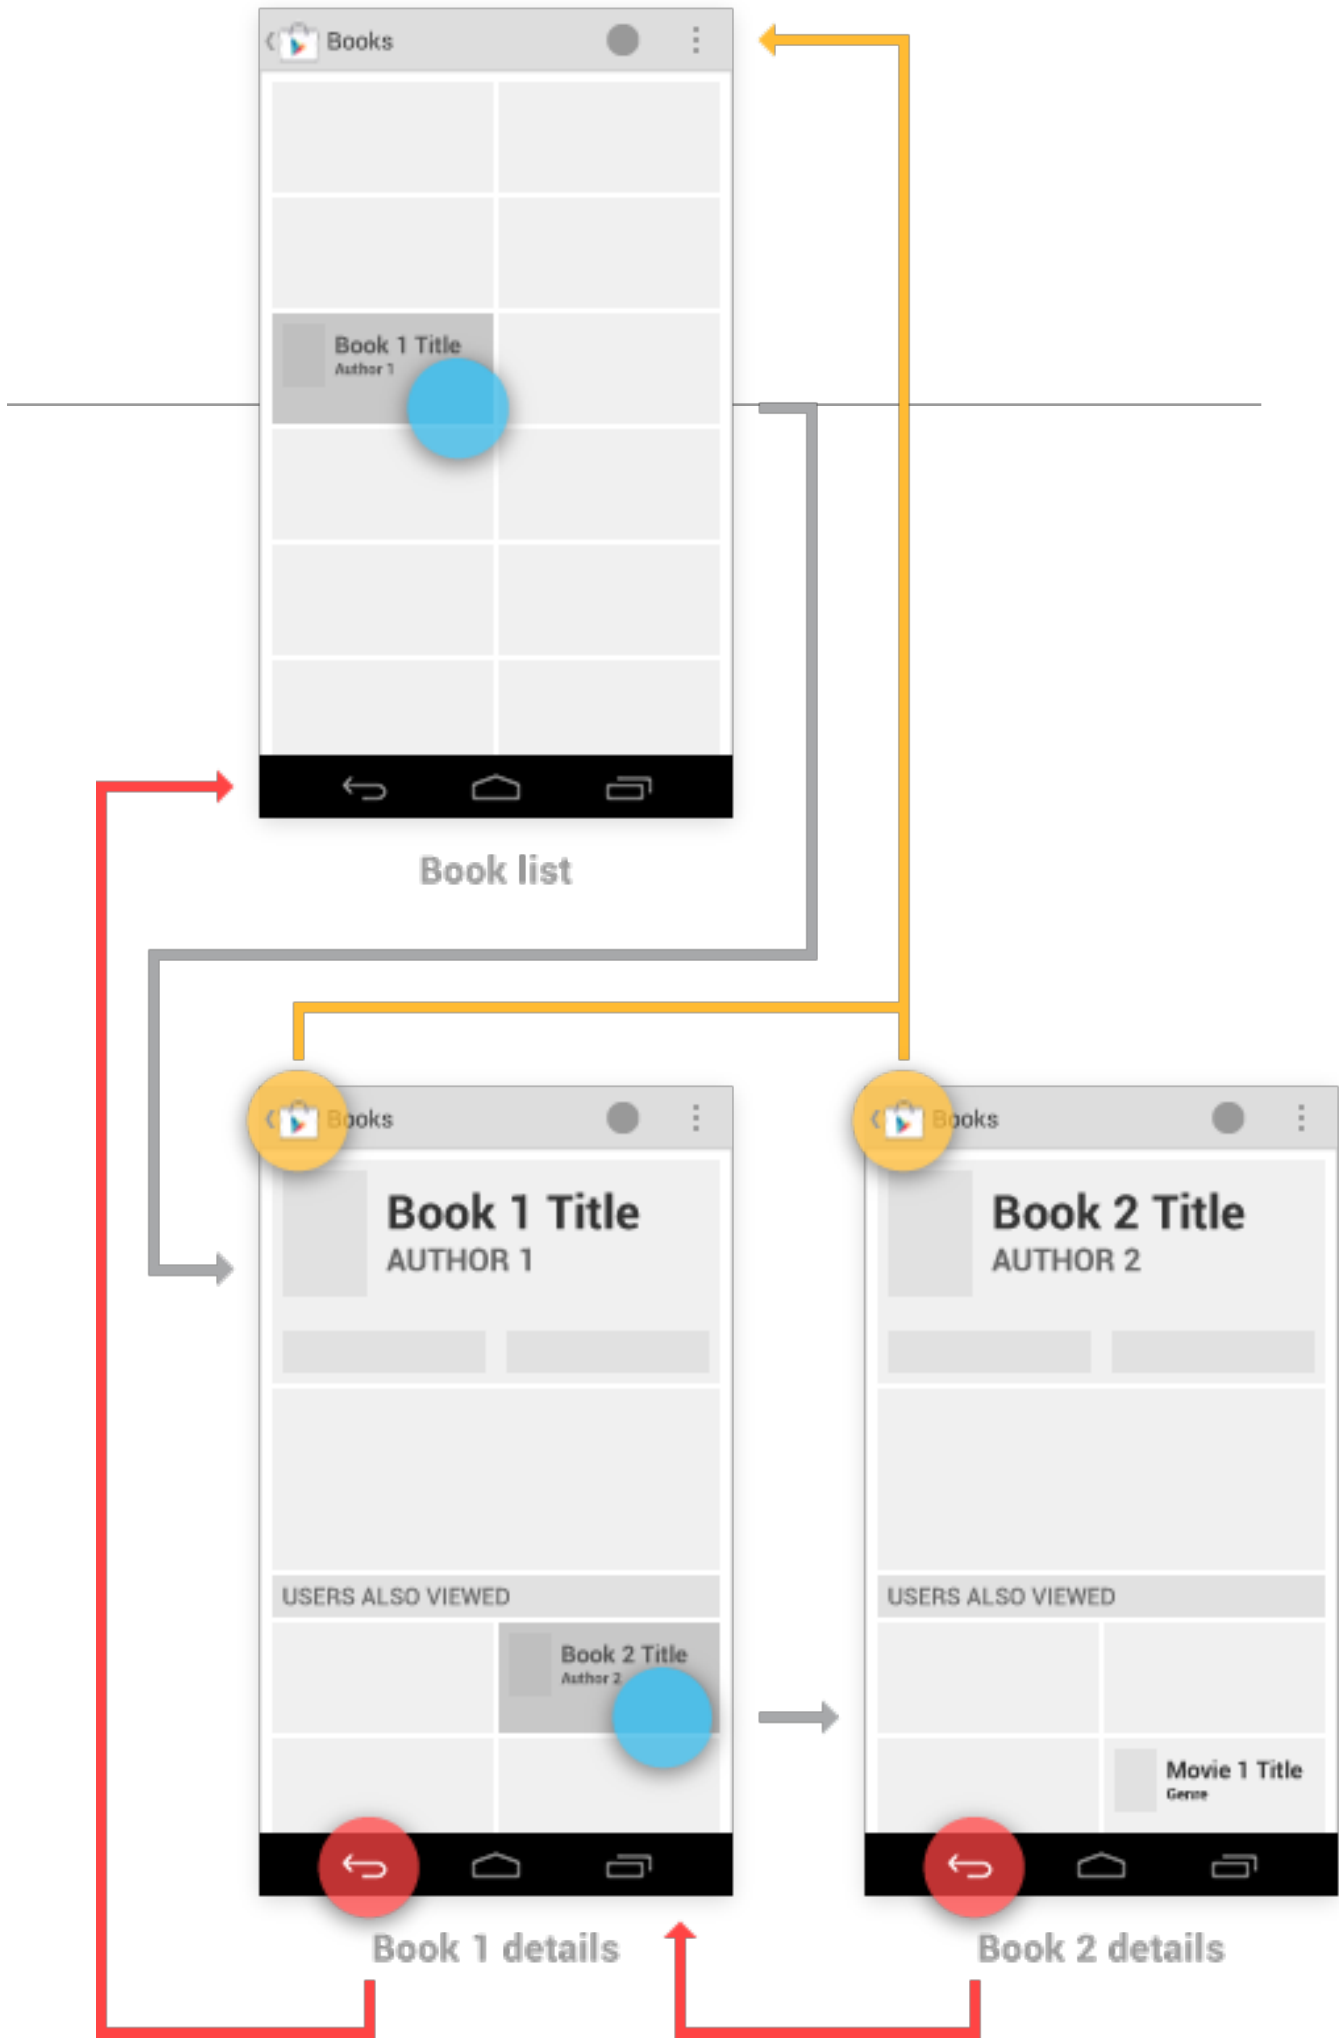 Books
Book 1 Title
Author 1
Book list
Books
Book 1 Title
AUTHOR 1
USERS ALSO VIEWED
Book 2 Title
Author 2
Book 1 details
Books
Book 2 Title
AUTHOR 2
USERS ALSO VIEWED
Movie 1 Title
Genre
Book 2 details